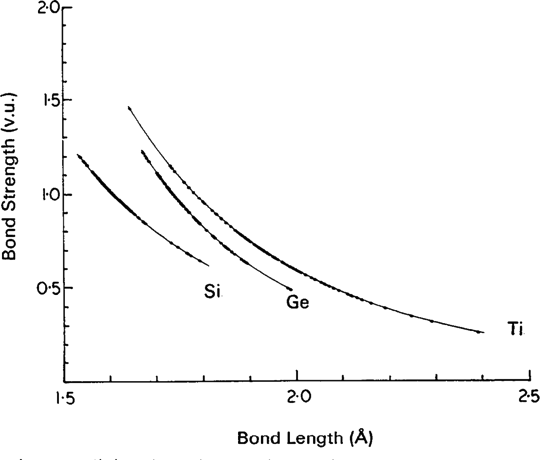 2·0
1·5
1·0
0·5
Bond Strength (v.u.)
Si
Ge
Ti
1·5
2·0
2·5
Bond Length (Å)